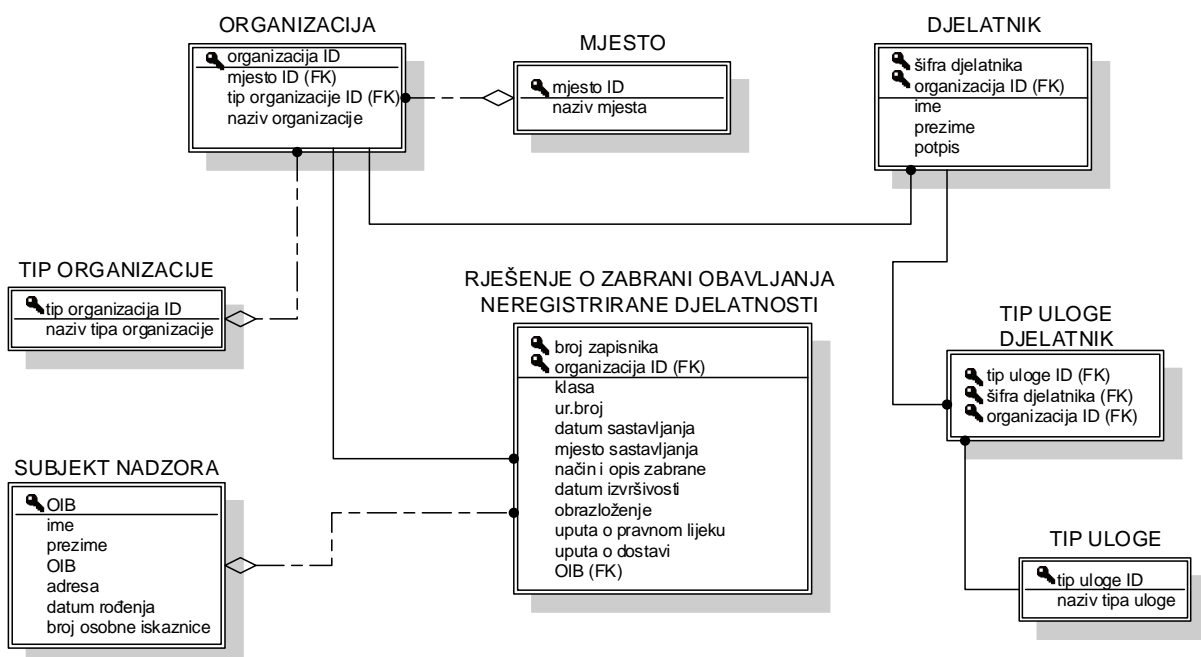 ORGANIZACIJA
organizacija ID
mjesto ID (FK)
tip organizacije ID (FK)
naziv organizacije
MJESTO
mjesto ID
naziv mjesta
DJELATNIK
šifra djelatnika
organizacija ID (FK)
ime
prezime
potpis
TIP ORGANIZACIJE
tip organizacija ID
naziv tipa organizacije
RJEŠENJE O ZABRANI OBAVLJANJA
NEREGISTRIRANE DJELATNOSTI
broj zapisnika
organizacija ID (FK)
klasa
ur.broj
datum sastavljanja
mjesto sastavljanja
način i opis zabrane
datum izvršivosti
obrazloženje
uputa o pravnom lijeku
uputa o dostavi
OIB (FK)
TIP ULOGE
DJELATNIK
tip uloge ID (FK)
šifra djelatnika (FK)
organizacija ID (FK)
SUBJEKT NADZORA
OIB
ime
prezime
OIB
adresa
datum rođenja
broj osobne iskaznice
TIP ULOGE
tip uloge ID
naziv tipa uloge